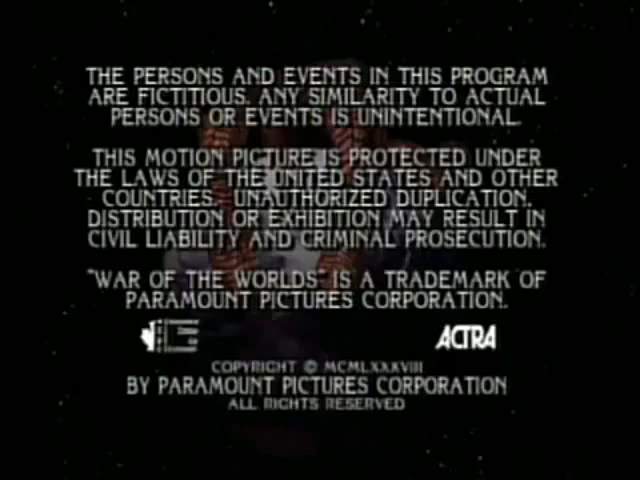 THE PERSONS AND EVENTS IN THIS PROGRAM
ARE FICTITIOUS. ANY SIMILARITY TO ACTUAL
PERSONS OR EVENTS IS UNINTENTIONAL.
THIS MOTION PICTURE IS PROTECTED UNDER
THE LAWS OF THE UNITED STATES AND OTHER
COUNTRIES. UNAUTHORIZED DUPLICATION,
DISTRIBUTION OR EXHIBITION MAY RESULT IN
CIVIL LIABILITY AND CRIMINAL PROSECUTION.
"WAR OF THE WORLDS" IS A TRADEMARK OF
PARAMOUNT PICTURES CORPORATION.
ACTRA
COPYRIGHT © MCMLXXXVIII
BY PARAMOUNT PICTURES CORPORATION
ALL RIGHTS RESERVED